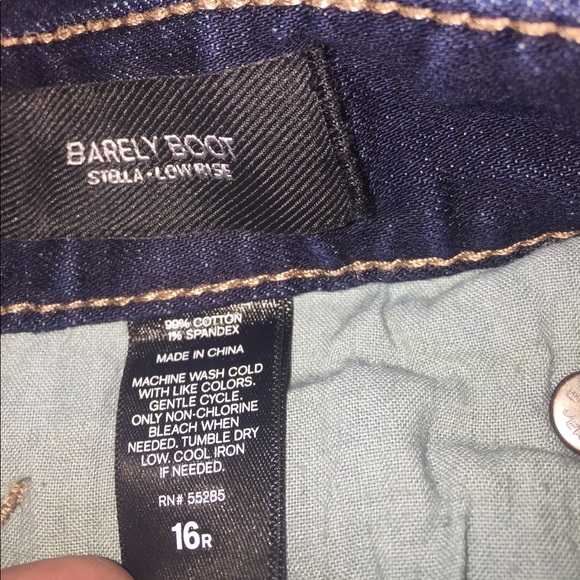 BARELY BOOT
STELLA • LOW RISE
99% COTTON
1% SPANDEX
MADE IN CHINA
MACHINE WASH COLD
WITH LIKE COLORS.
GENTLE CYCLE.
ONLY NON-CHLORINE
BLEACH WHEN
NEEDED. TUMBLE DRY
LOW. COOL IRON
IF NEEDED.
RN# 55285
16R